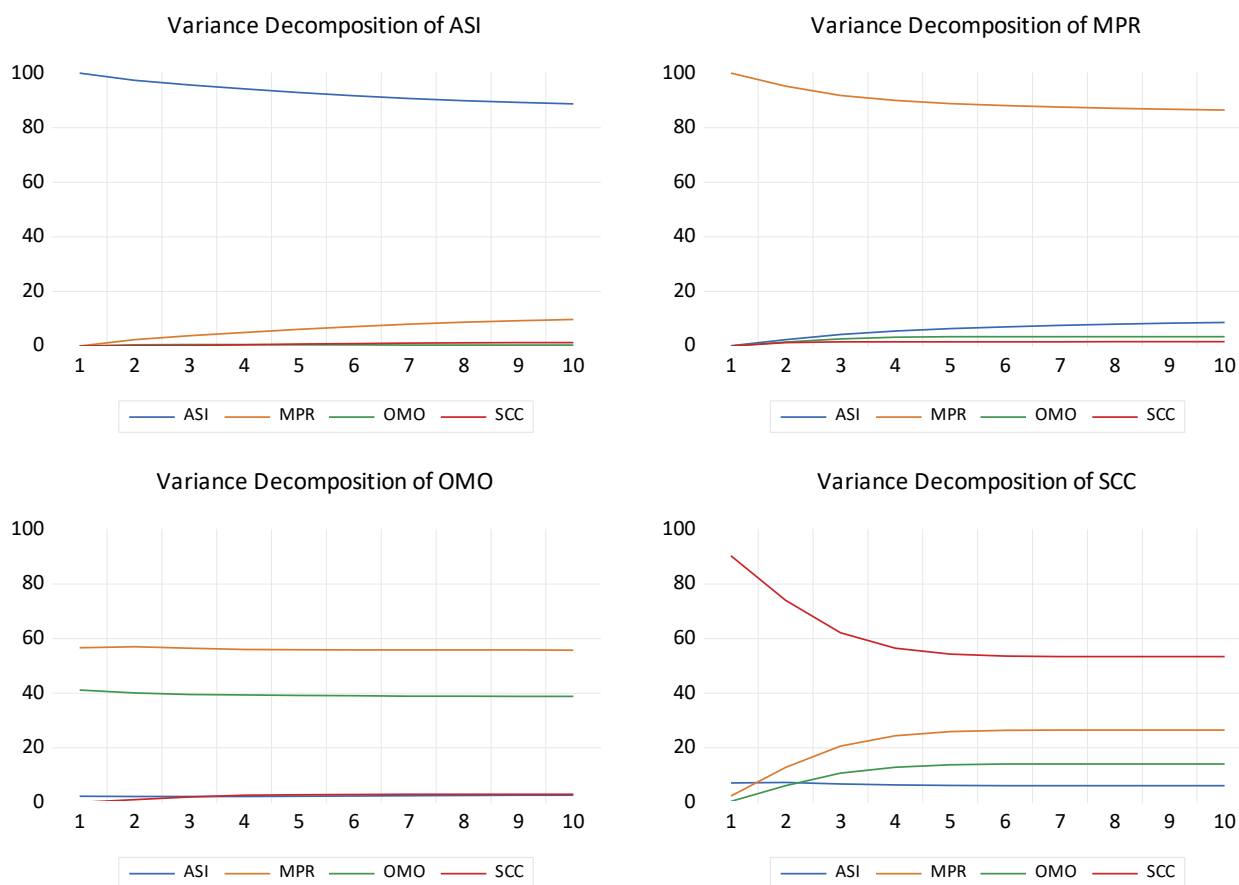 Variance Decomposition of ASI
100
80
60
40
20
0
1 2 3 4 5 6 7 8 9 10
ASI MPR OMO SCC
Variance Decomposition of MPR
100
80
60
40
20
0
1 2 3 4 5 6 7 8 9 10
ASI MPR OMO SCC
Variance Decomposition of OMO
100
80
60
40
20
0
1 2 3 4 5 6 7 8 9 10
ASI MPR OMO SCC
Variance Decomposition of SCC
100
80
60
40
20
0
1 2 3 4 5 6 7 8 9 10
ASI MPR OMO SCC